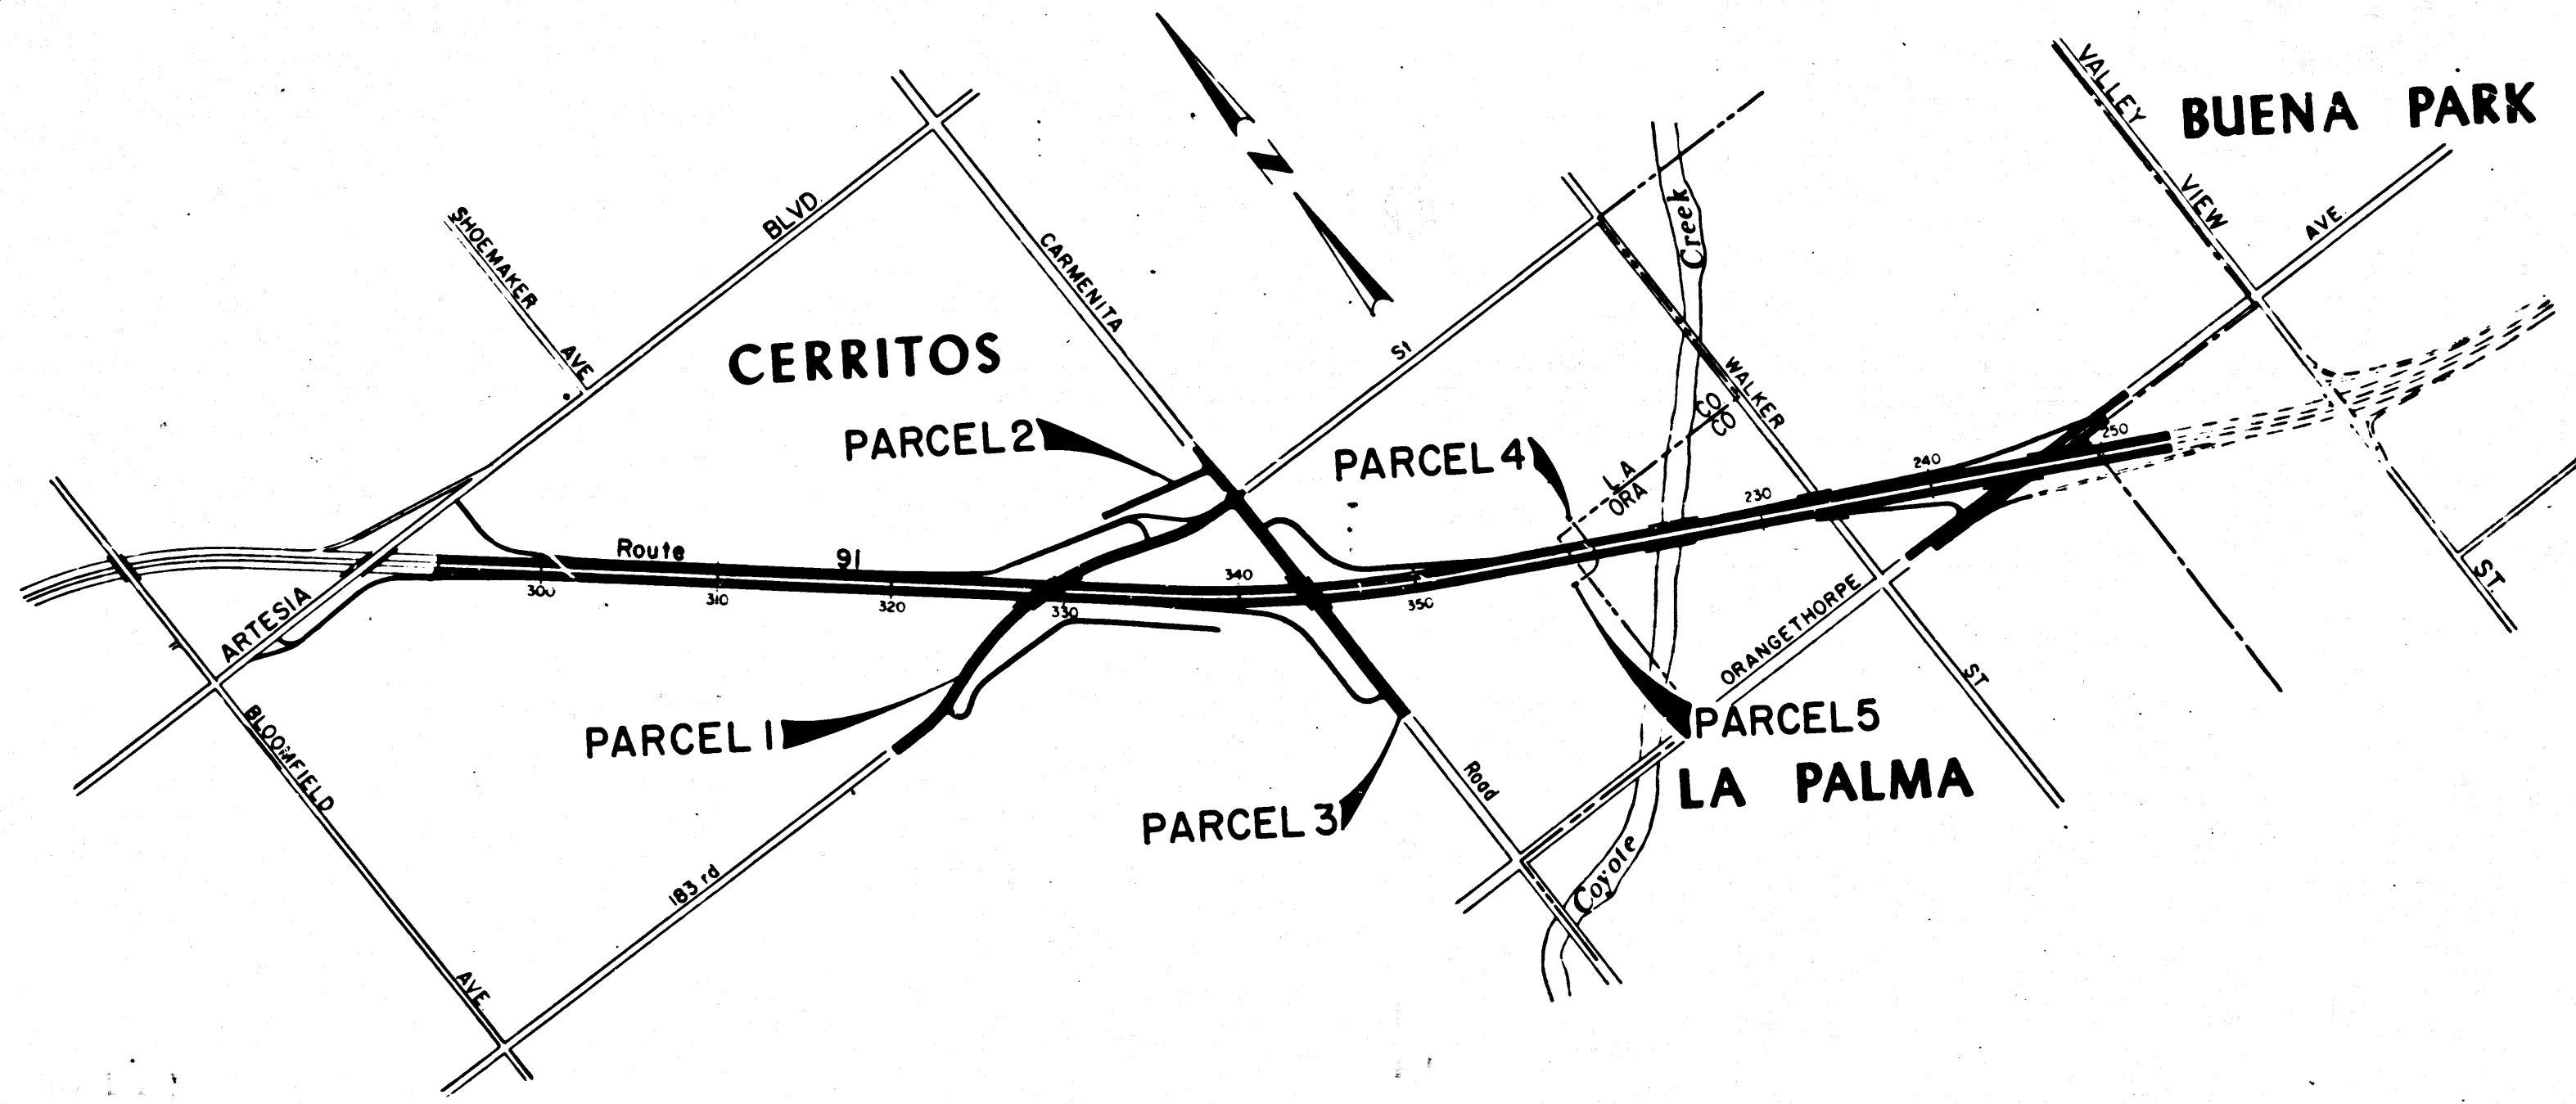 VALLEY
VIEW
ST.
BUENA PARK
AVE
N
Creek
SHOEMAKER
AVE
BLVD.
CARMENITA
CERRITOS
PARCEL 2
St
WALKER
ST
CO
CO
L.A
ORA
PARCEL 4
Route 91
300
310
320
330
340
350
230
240
250
ARTESIA
ORANGETHORPE
PARCEL 1
PARCEL 5
LA PALMA
BLOOMFIELD
AVE
PARCEL 3
Road
183 rd
Coyote